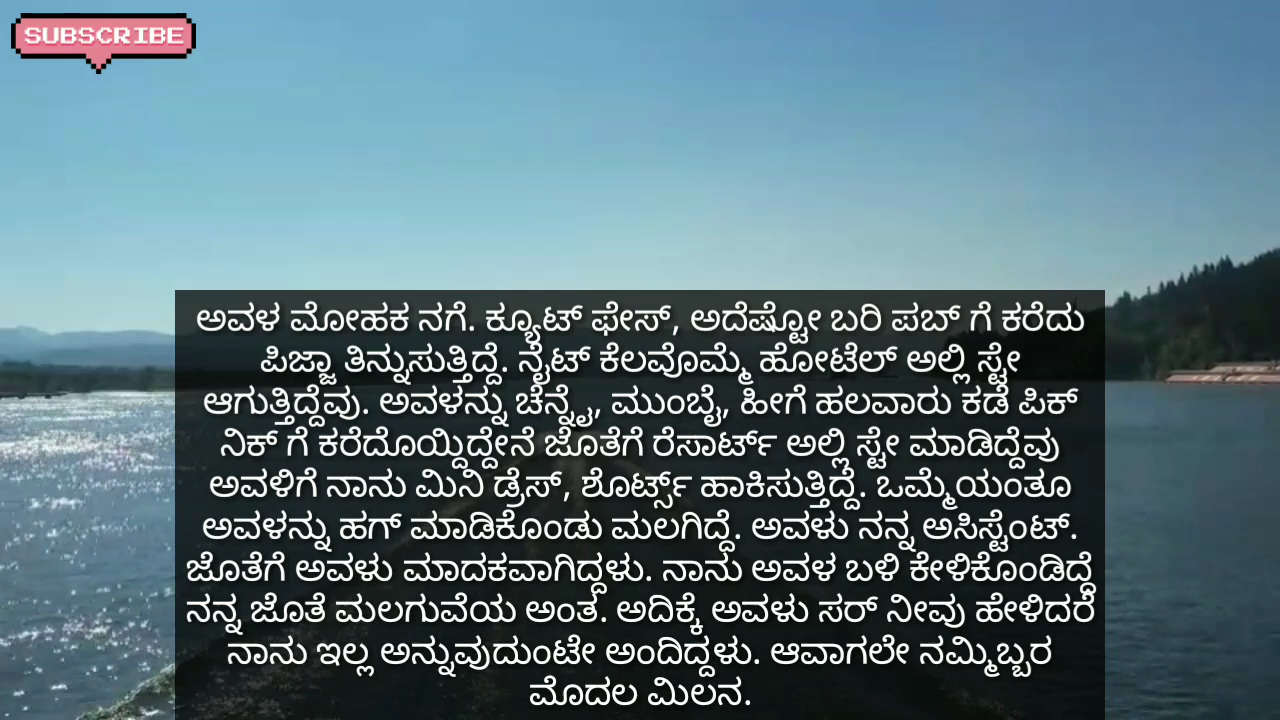 SUBSCRIBE
ಅವಳ ಮೋಹಕ ನಗೆ. ಕ್ಯೂಟ್ ಫೇಸ್, ಅದೆಷ್ಟೋ ಬರಿ ಪಬ್ ಗೆ ಕರೆದು
ಪಿಜ್ಜಾ ತಿನ್ನುಸುತ್ತಿದ್ದೆ. ನೈಟ್ ಕೆಲವೊಮ್ಮೆ ಹೋಟೆಲ್ ಅಲ್ಲಿ ಸ್ಟೇ
ಆಗುತ್ತಿದ್ದೆವು. ಅವಳನ್ನು ಚೆನ್ನೈ, ಮುಂಬೈ, ಹೀಗೆ ಹಲವಾರು ಕಡೆ ಪಿಕ್
ನಿಕ್ ಗೆ ಕರೆದೊಯ್ದಿದ್ದೇನೆ ಜೊತೆಗೆ ರೆಸಾರ್ಟ್ ಅಲ್ಲಿ ಸ್ಟೇ ಮಾಡಿದ್ದೆವು
ಅವಳಿಗೆ ನಾನು ಮಿನಿ ಡ್ರೆಸ್, ಶೊರ್ಟ್ಸ್ ಹಾಕಿಸುತ್ತಿದ್ದೆ. ಒಮ್ಮೆಯಂತೂ
ಅವಳನ್ನು ಹಗ್ ಮಾಡಿಕೊಂಡು ಮಲಗಿದ್ದೆ. ಅವಳು ನನ್ನ ಅಸಿಸ್ಟೆಂಟ್.
ಜೊತೆಗೆ ಅವಳು ಮಾದಕವಾಗಿದ್ದಳು. ನಾನು ಅವಳ ಬಳಿ ಕೇಳಿಕೊಂಡಿದ್ದೆ
ನನ್ನ ಜೊತೆ ಮಲಗುವೆಯ ಅಂತ. ಅದಿಕ್ಕೆ ಅವಳು ಸರ್ ನೀವು ಹೇಳಿದರೆ
ನಾನು ಇಲ್ಲ ಅನ್ನುವುದುಂಟೇ ಅಂದಿದ್ದಳು. ಆವಾಗಲೇ ನಮ್ಮಿಬ್ಬರ
ಮೊದಲ ಮಿಲನ.